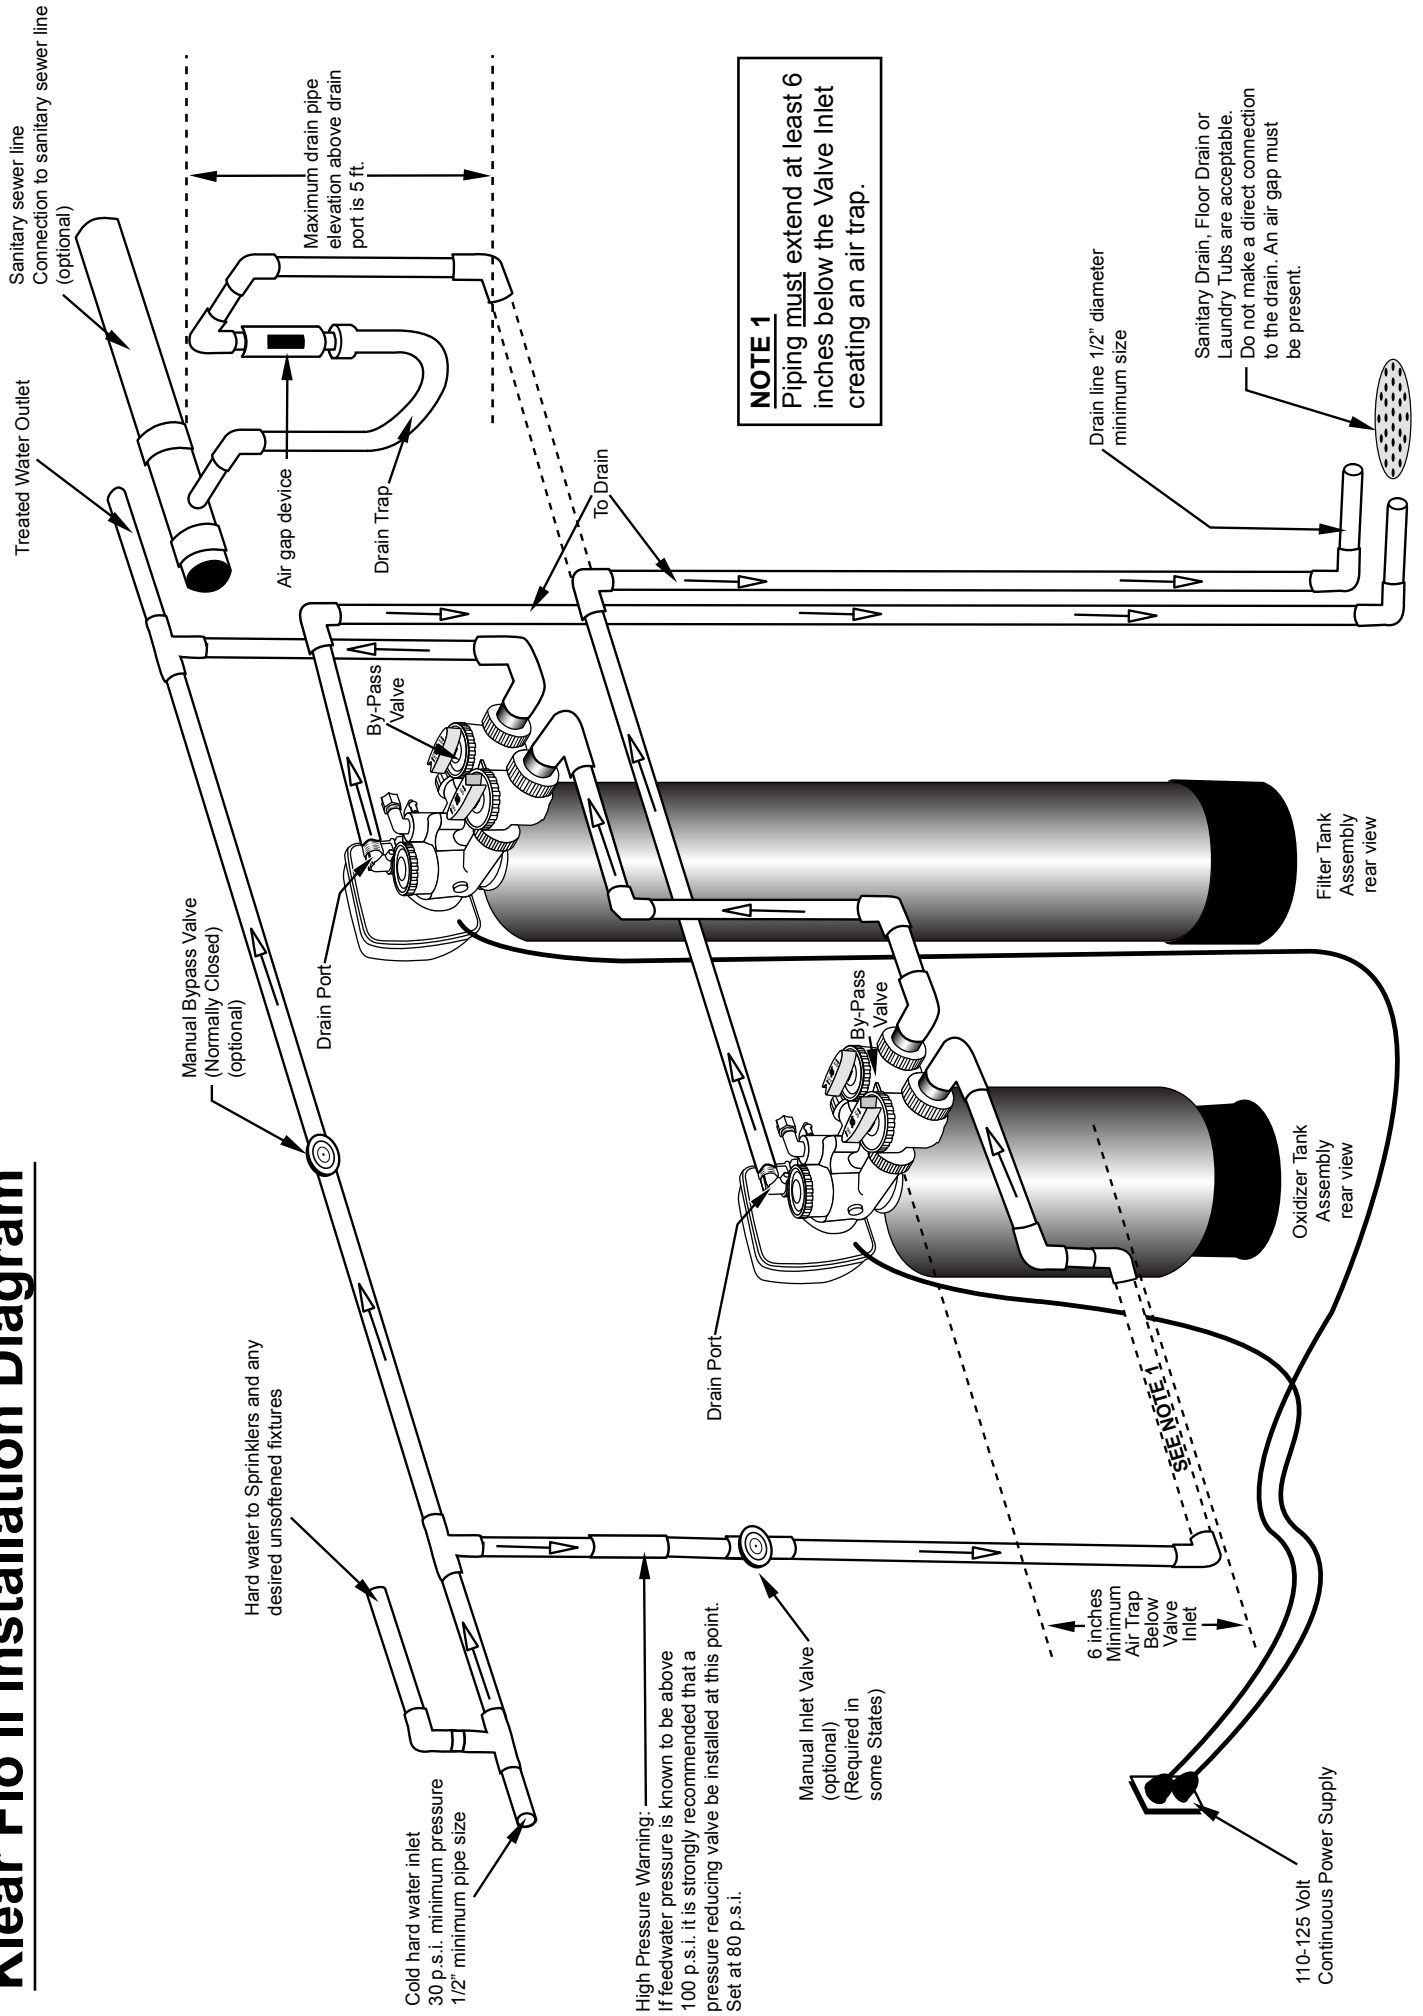 Klear Flo II Installation Diagram
Sanitary sewer line
Connection to sanitary sewer line
(optional)
Treated Water Outlet
Manual Bypass Valve
(Normally Closed)
(optional)
Hard water to Sprinklers and any
desired unsoftened fixtures
Cold hard water inlet
30 p.s.i. minimum pressure
1/2” minimum pipe size
Maximum drain pipe
elevation above drain
port is 5 ft.
Air gap device
Drain Trap
By-Pass
Valve
Drain Port
To Drain
High Pressure Warning:
If feedwater pressure is known to be above
100 p.s.i. it is strongly recommended that a
pressure reducing valve be installed at this point.
Set at 80 p.s.i.
Manual Inlet Valve
(optional)
(Required in
some States)
Drain Port
By-Pass
Valve
NOTE 1
Piping must extend at least 6
inches below the Valve Inlet
creating an air trap.
6 inches
Minimum
Air Trap
Below
Valve
Inlet
SEE NOTE 1
Drain line 1/2” diameter
minimum size
Sanitary Drain, Floor Drain or
Laundry Tubs are acceptable.
Do not make a direct connection
to the drain. An air gap must
be present.
Filter Tank
Assembly
rear view
Oxidizer Tank
Assembly
rear view
110-125 Volt
Continuous Power Supply